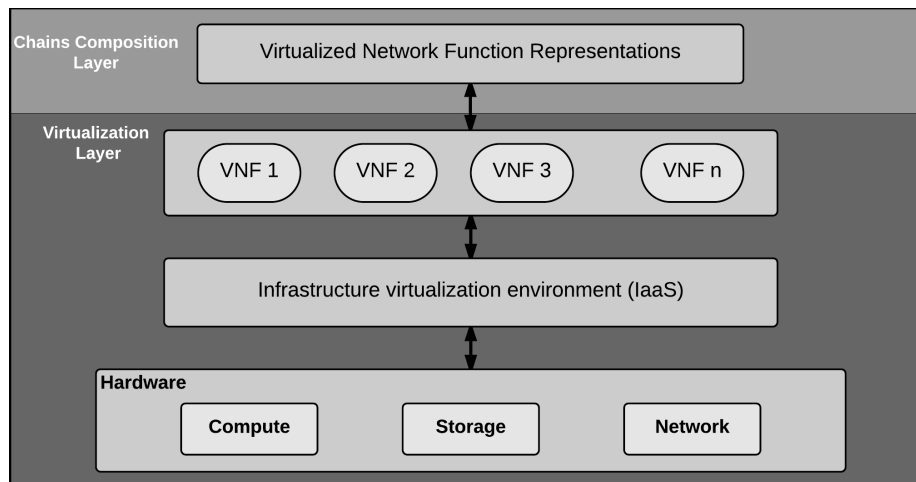 Chains Composition
Layer
Virtualized Network Function Representations
Virtualization
Layer
VNF 1
VNF 2
VNF 3
VNF n
Infrastructure virtualization environment (IaaS)
Hardware
Compute
Storage
Network